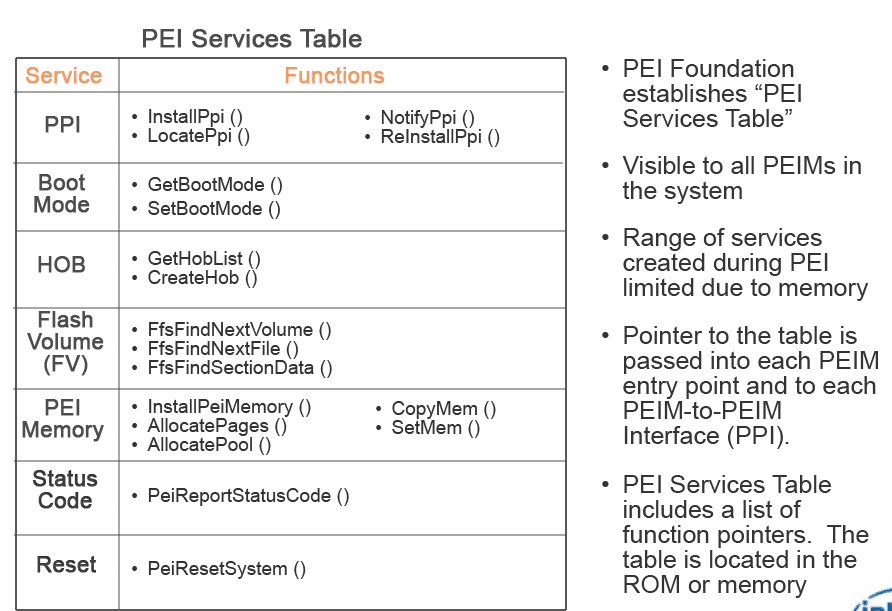 PEI Services Table
Service Functions
PPI
• InstallPpi () • NotifyPpi ()
• LocatePpi () • ReInstallPpi ()
Boot
Mode
• GetBootMode ()
• SetBootMode ()
HOB
• GetHobList ()
• CreateHob ()
Flash
Volume
(FV)
• FfsFindNextVolume ()
• FfsFindNextFile ()
• FfsFindSectionData ()
PEI
Memory
• InstallPeiMemory () • CopyMem ()
• AllocatePages () • SetMem ()
• AllocatePool ()
Status
Code
• PeiReportStatusCode ()
Reset
• PeiResetSystem ()
• PEI Foundation
establishes “PEI
Services Table”
• Visible to all PEIMs in
the system
• Range of services
created during PEI
limited due to memory
• Pointer to the table is
passed into each PEIM
entry point and to each
PEIM-to-PEIM
Interface (PPI).
• PEI Services Table
includes a list of
function pointers. The
table is located in the
ROM or memory